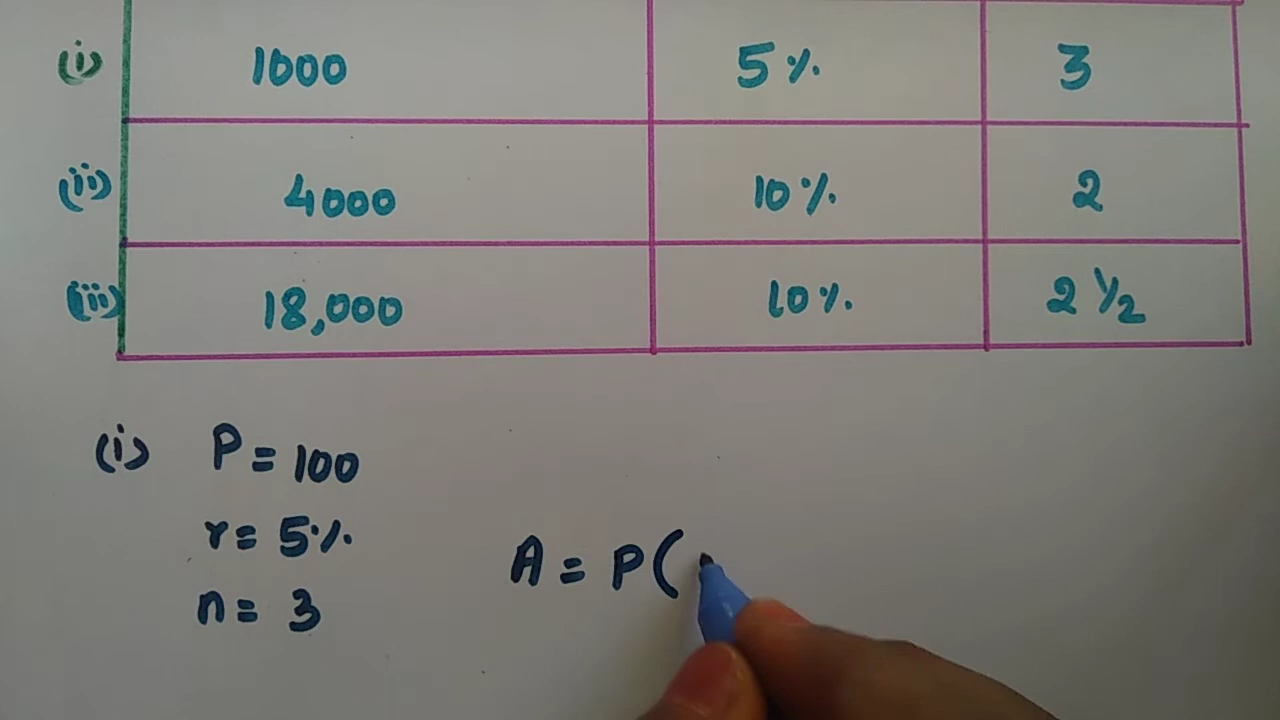 (i) 1000 5% 3
(ii) 4000 10% 2
(iii) 18,000 10% 2 1/2
(i) P = 100
r = 5%
n = 3
A = P (